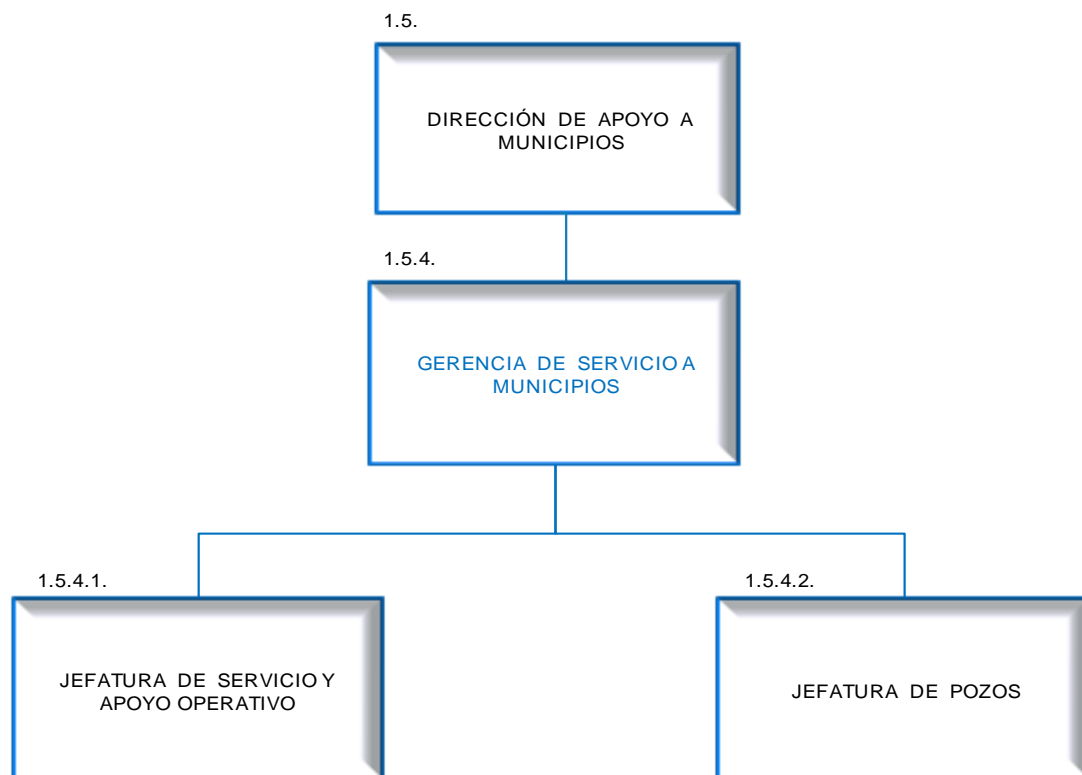 1.5.
DIRECCIÓN DE APOYO A
MUNICIPIOS
1.5.4.
GERENCIA DE SERVICIO A
MUNICIPIOS
1.5.4.1.
JEFATURA DE SERVICIO Y
APOYO OPERATIVO
1.5.4.2.
JEFATURA DE POZOS